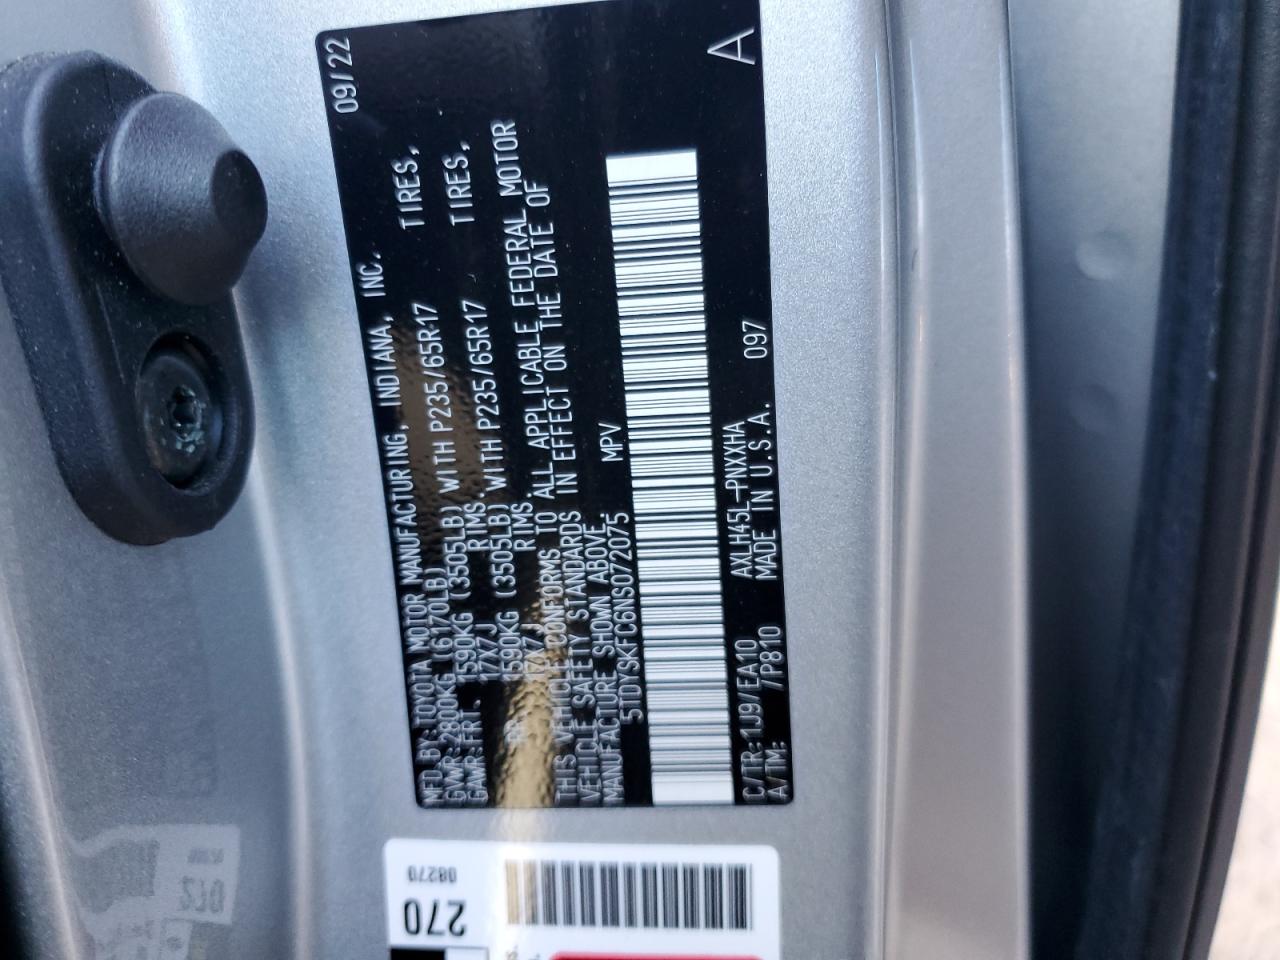 09/22
A
MFD BY:TOYOTA MOTOR MANUFACTURING, INDIANA, INC.
GVWR:2800KG (6170LB)
GAWR:FRT. 1590KG (3505LB) WITH P235/65R17 TIRES,
17X7J RIMS.
RR. 1590KG (3505LB) WITH P235/65R17 TIRES,
17X7J RIMS.
THIS VEHICLE CONFORMS TO ALL APPLICABLE FEDERAL MOTOR
VEHICLE SAFETY STANDARDS IN EFFECT ON THE DATE OF
MANUFACTURE SHOWN ABOVE.
5TDYSKFC6NS072075 MPV
C/TR:1J9/EA10 AXLH45L-PNXXHA 097
A/TM: 7P810 MADE IN U.S.A.
08270
270